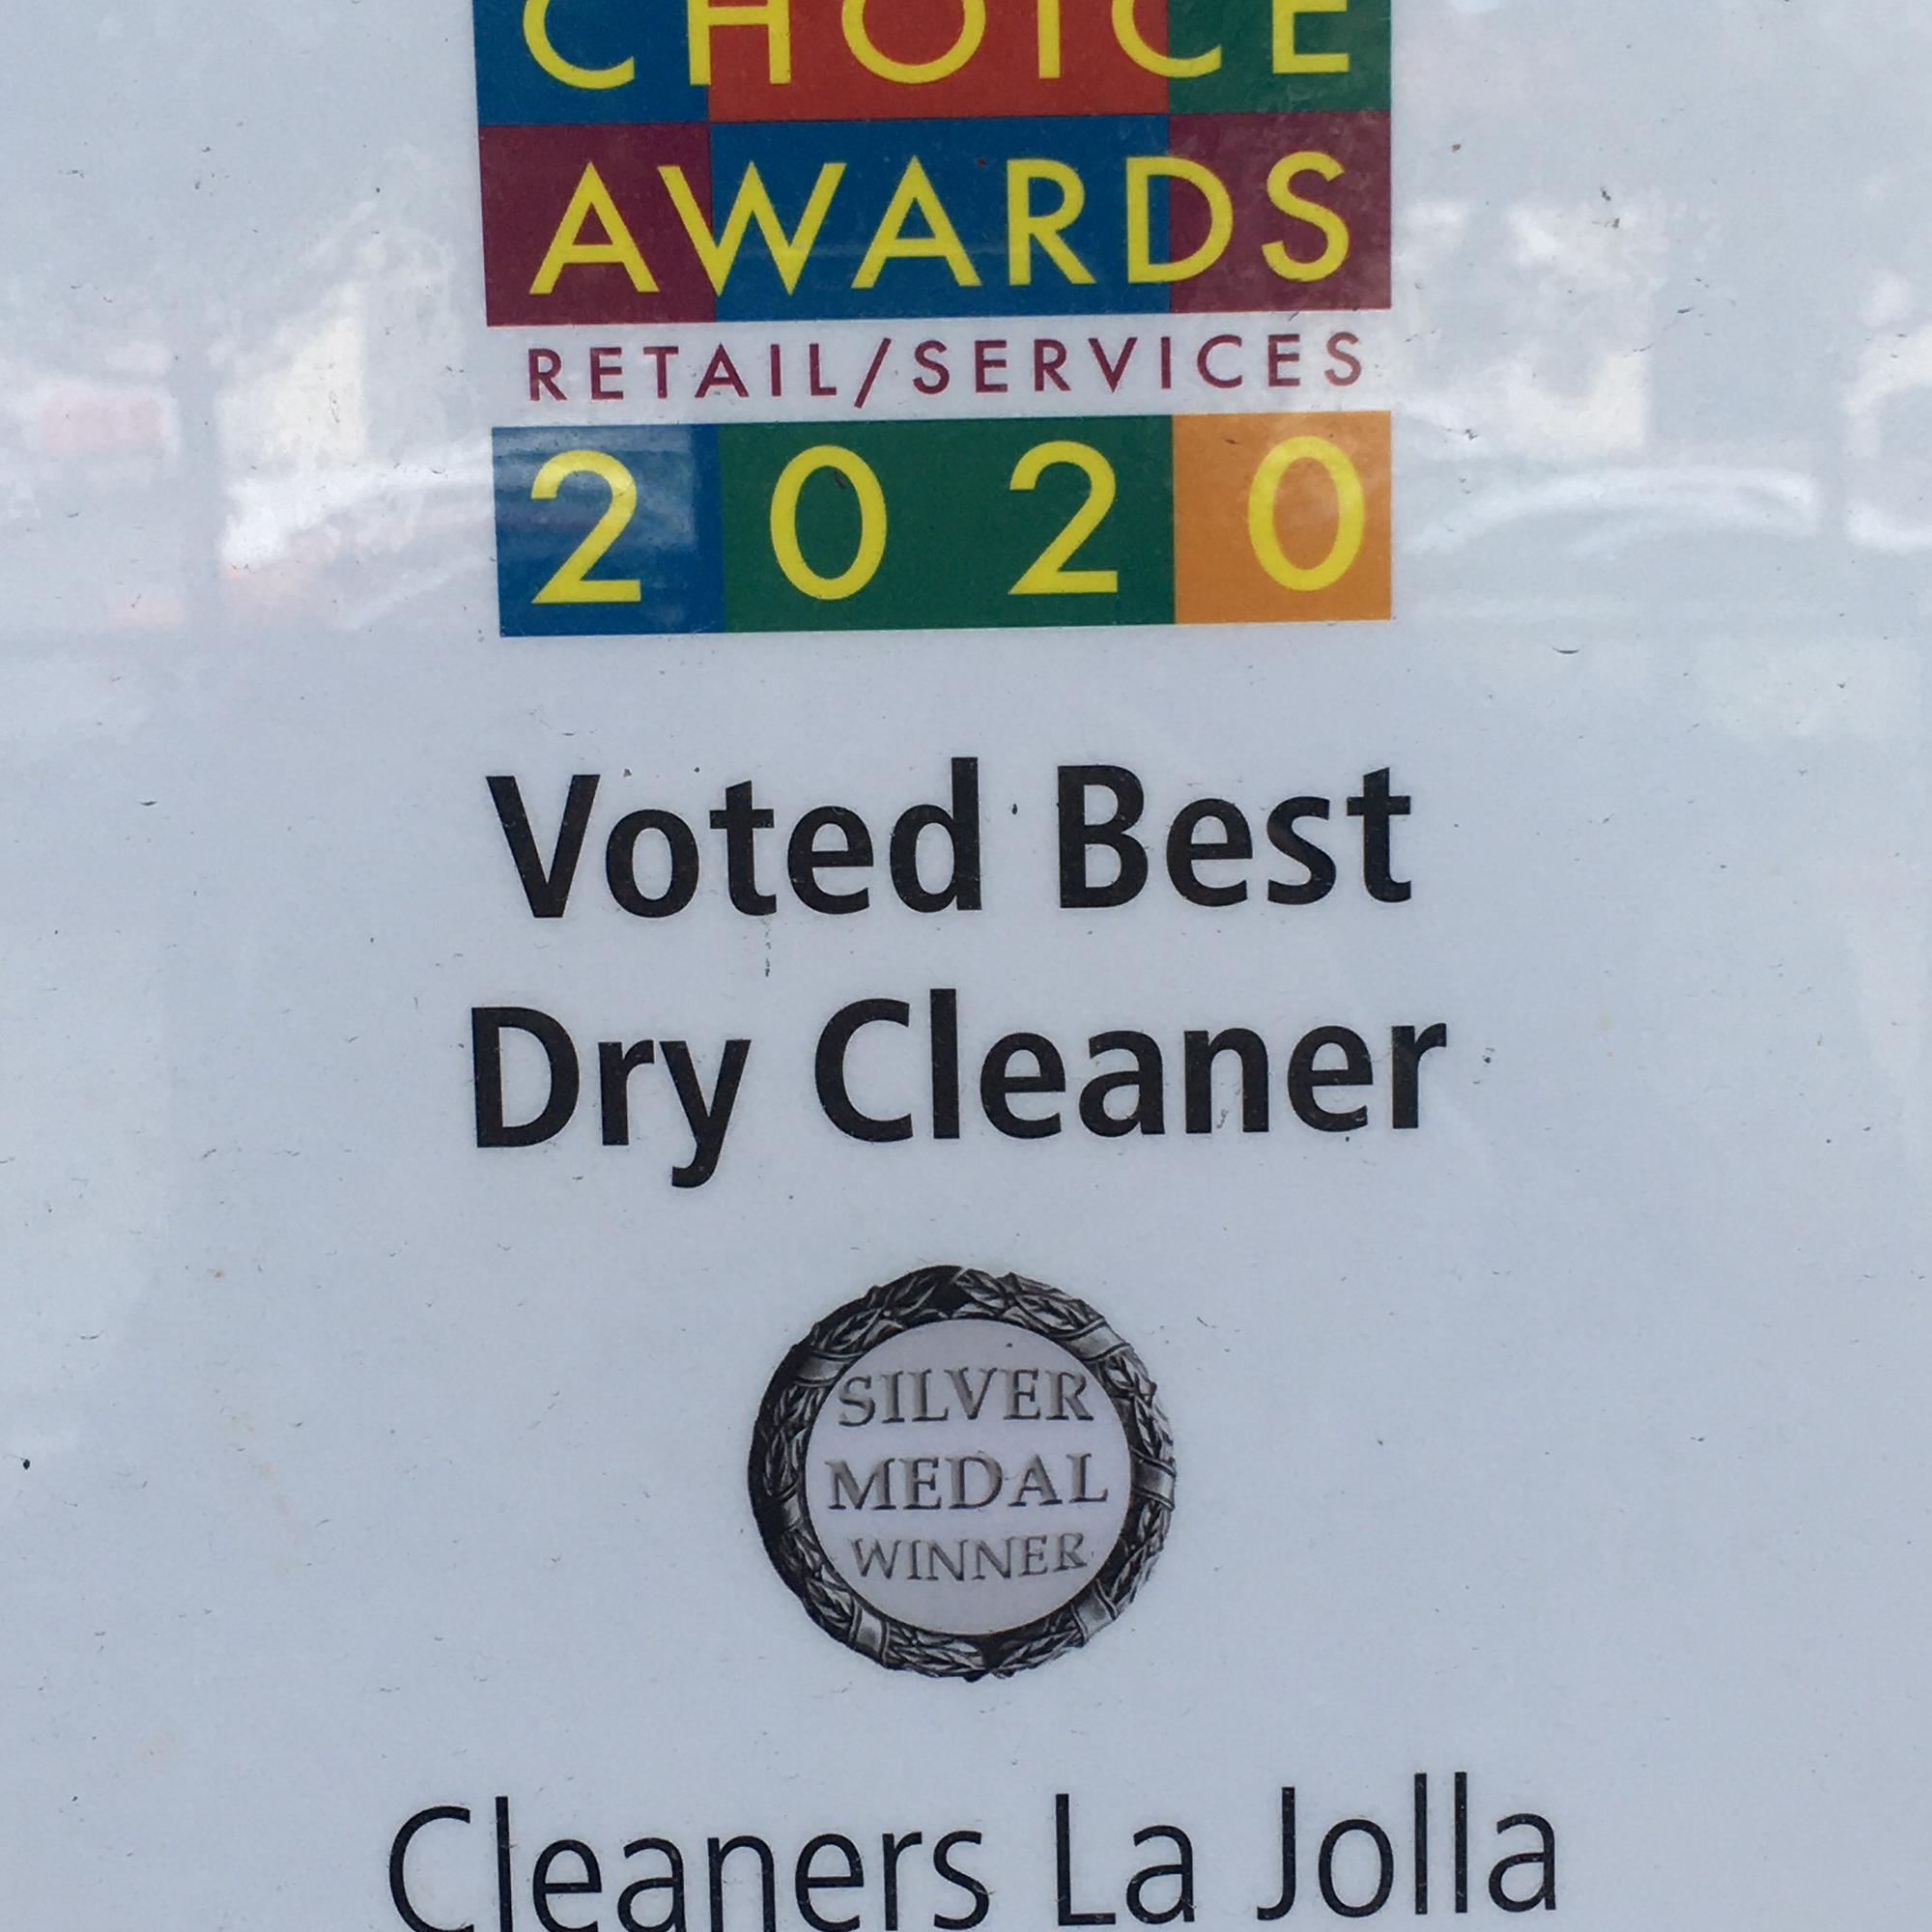 CHOICE
AWARDS
RETAIL/SERVICES
2020
Voted Best
Dry Cleaner
SILVER
MEDAL
WINNER
Cleaners La Jolla